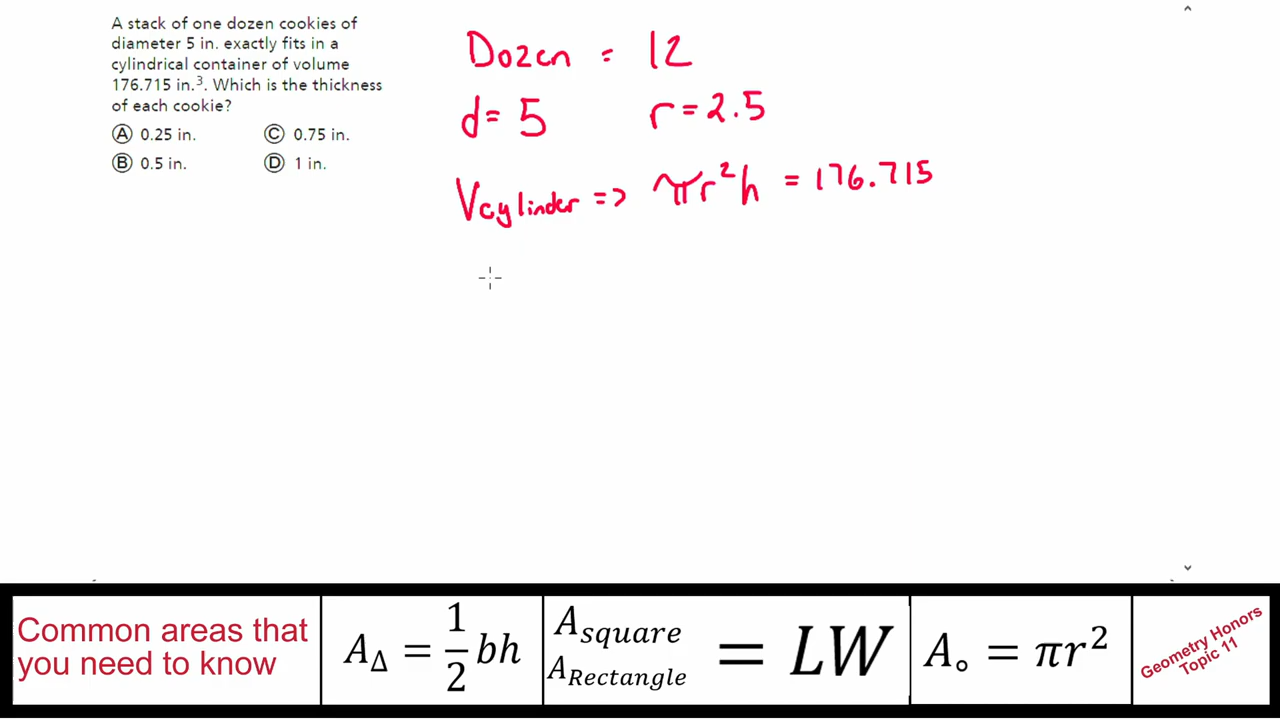 A stack of one dozen cookies of
diameter 5 in. exactly fits in a
cylindrical container of volume
176.715 in.³. Which is the thickness
of each cookie?
Ⓐ 0.25 in. Ⓒ 0.75 in.
Ⓑ 0.5 in. Ⓓ 1 in.
Dozen = 12
d= 5 r=2.5
Vcylinder => πr²h = 176.715
Common areas that
you need to know
A△ = 1/2 bh
Asquare
ARectangle
= LW
A∘ = πr²
Geometry Honors
Topic 11